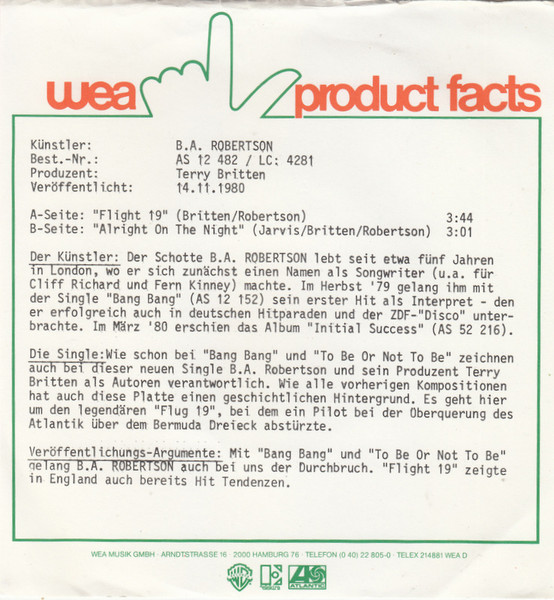 wea product facts
Künstler: B.A. ROBERTSON
Best.-Nr.: AS 12 482 / LC: 4281
Produzent: Terry Britten
Veröffentlicht: 14.11.1980
A-Seite: "Flight 19" (Britten/Robertson) 3:44
B-Seite: "Alright On The Night" (Jarvis/Britten/Robertson) 3:01
Der Künstler: Der Schotte B.A. ROBERTSON lebt seit etwa fünf Jahren
in London, wo er sich zunächst einen Namen als Songwriter (u.a. für
Cliff Richard und Fern Kinney) machte. Im Herbst '79 gelang ihm mit
der Single "Bang Bang" (AS 12 152) sein erster Hit als Interpret - den
er erfolgreich auch in deutschen Hitparaden und der ZDF-"Disco" unter-
brachte. Im März '80 erschien das Album "Initial Success" (AS 52 216).
Die Single:Wie schon bei "Bang Bang" und "To Be Or Not To Be" zeichnen
auch bei dieser neuen Single B.A. Robertson und sein Produzent Terry
Britten als Autoren verantwortlich. Wie alle vorherigen Kompositionen
hat auch diese Platte einen geschichtlichen Hintergrund. Es geht hier
um den legendären "Flug 19", bei dem ein Pilot bei der Oberquerung des
Atlantik über dem Bermuda Dreieck abstürzte.
Veröffentlichungs-Argumente: Mit "Bang Bang" und "To Be Or Not To Be"
gelang B.A. ROBERTSON auch bei uns der Durchbruch. "Flight 19" zeigte
in England auch bereits Hit Tendenzen.
WEA MUSIK GMBH · ARNDTSTRASSE 16 · 2000 HAMBURG 76 · TELEFON (0 40) 22 805-0 · TELEX 214881 WEA D
ATLANTIC